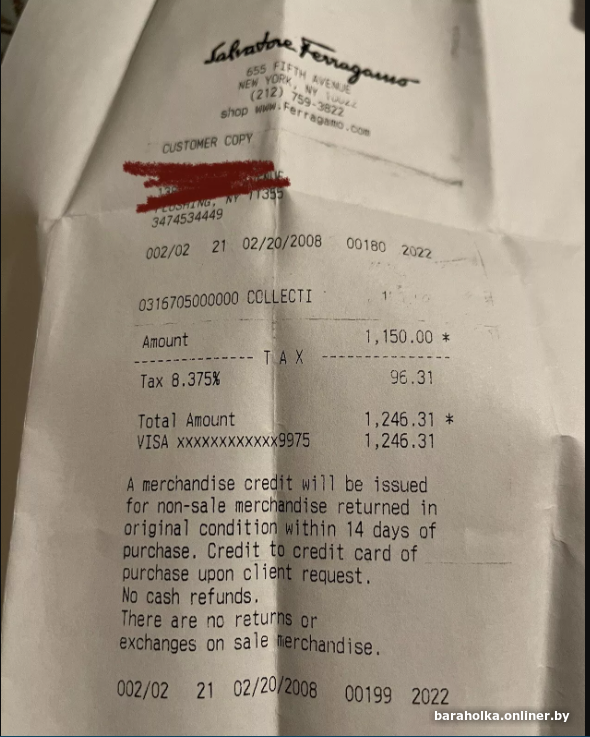 Salvatore Ferragamo
655 FIFTH AVENUE
NEW YORK, NY 10022
(212) 759-3822
shop www.Ferragamo.com
CUSTOMER COPY
FLUSHING, NY 11355
3474534449
002/02 21 02/20/2008 00180 2022
0316705000000 COLLECTI
Amount 1,150.00 *
--------------- T A X ---------------
Tax 8.375% 96.31
Total Amount 1,246.31 *
VISA xxxxxxxxxxxx9975 1,246.31
A merchandise credit will be issued
for non-sale merchandise returned in
original condition within 14 days of
purchase. Credit to credit card of
purchase upon client request.
No cash refunds.
There are no returns or
exchanges on sale merchandise.
002/02 21 02/20/2008 00199 2022
baraholka.onliner.by